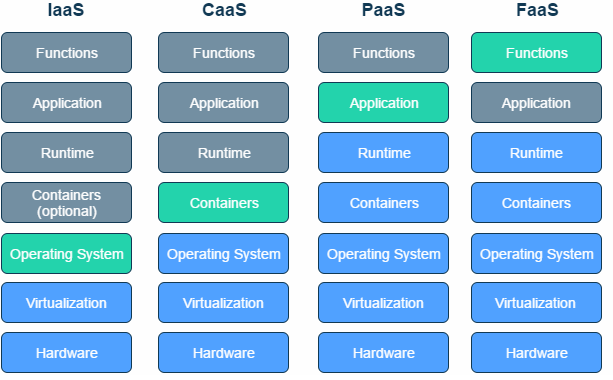 IaaS CaaS PaaS FaaS
Functions Functions Functions Functions
Application Application Application Application
Runtime Runtime Runtime Runtime
Containers
(optional) Containers Containers Containers
Operating System Operating System Operating System Operating System
Virtualization Virtualization Virtualization Virtualization
Hardware Hardware Hardware Hardware